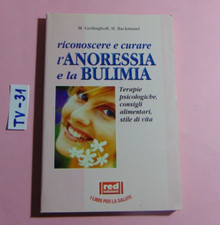 M. Gerlinghoff, H. Backmund
riconoscere e curare
l'ANORESSIA
e la BULIMIA
Terapie
psicologiche,
consigli
alimentari,
stile di vita
TV-31
red
I LIBRI PER LA SALUTE